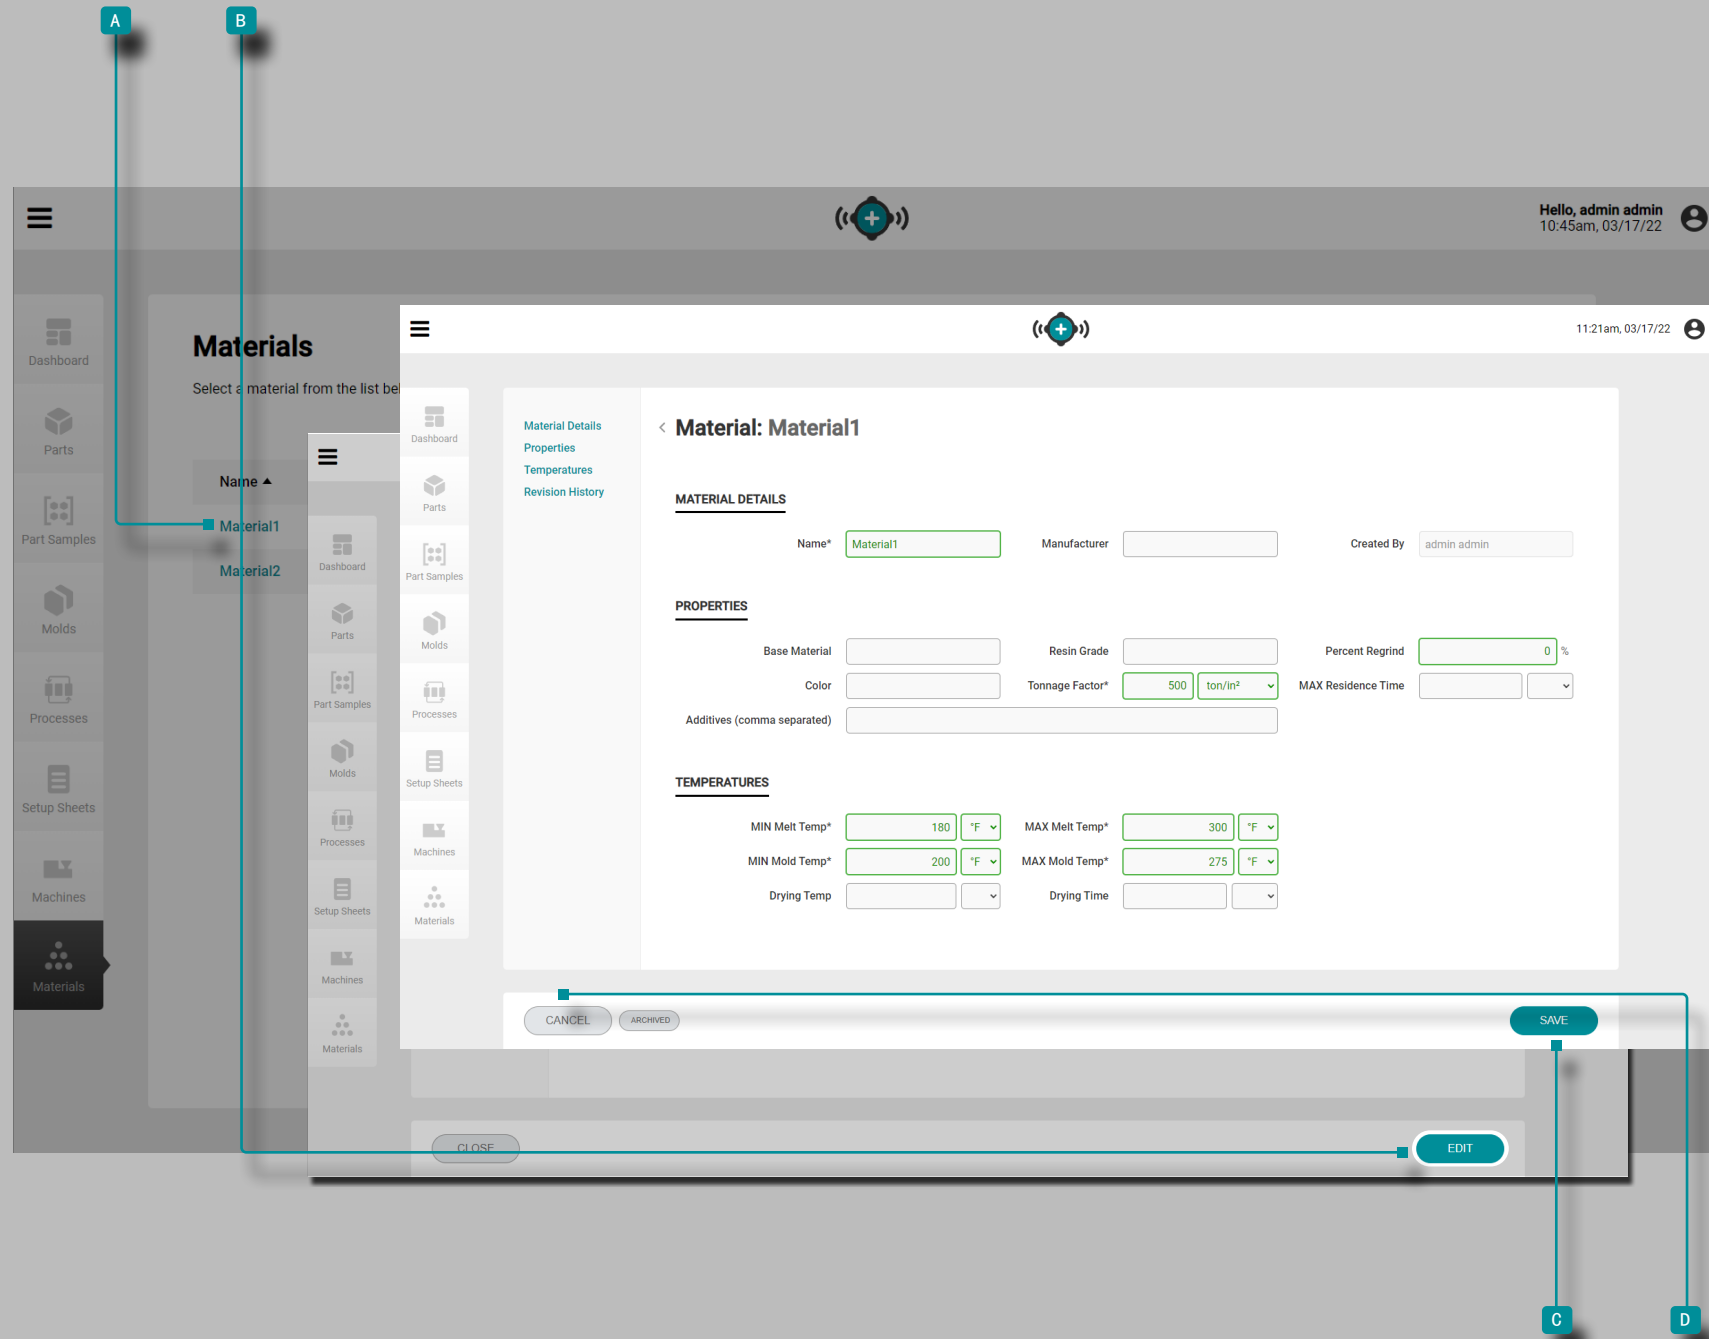 A
B
Hello, admin admin
10:45am, 03/17/22
Dashboard
Parts
Part Samples
Molds
Processes
Setup Sheets
Machines
Materials
Materials
Select a material from the list bel
Name
Material1
Material2
Dashboard
Parts
Part Samples
Molds
Processes
Setup Sheets
Machines
Materials
CLOSE
EDIT
11:21am, 03/17/22
Dashboard
Parts
Part Samples
Molds
Processes
Setup Sheets
Machines
Materials
Material Details
Properties
Temperatures
Revision History
< Material: Material1
MATERIAL DETAILS
Name* Material1 Manufacturer Created By admin admin
PROPERTIES
Base Material Resin Grade Percent Regrind 0 %
Color Tonnage Factor* 500 ton/in² MAX Residence Time
Additives (comma separated)
TEMPERATURES
MIN Melt Temp* 180 °F MAX Melt Temp* 300 °F
MIN Mold Temp* 200 °F MAX Mold Temp* 275 °F
Drying Temp Drying Time
CANCEL ARCHIVED SAVE
C
D